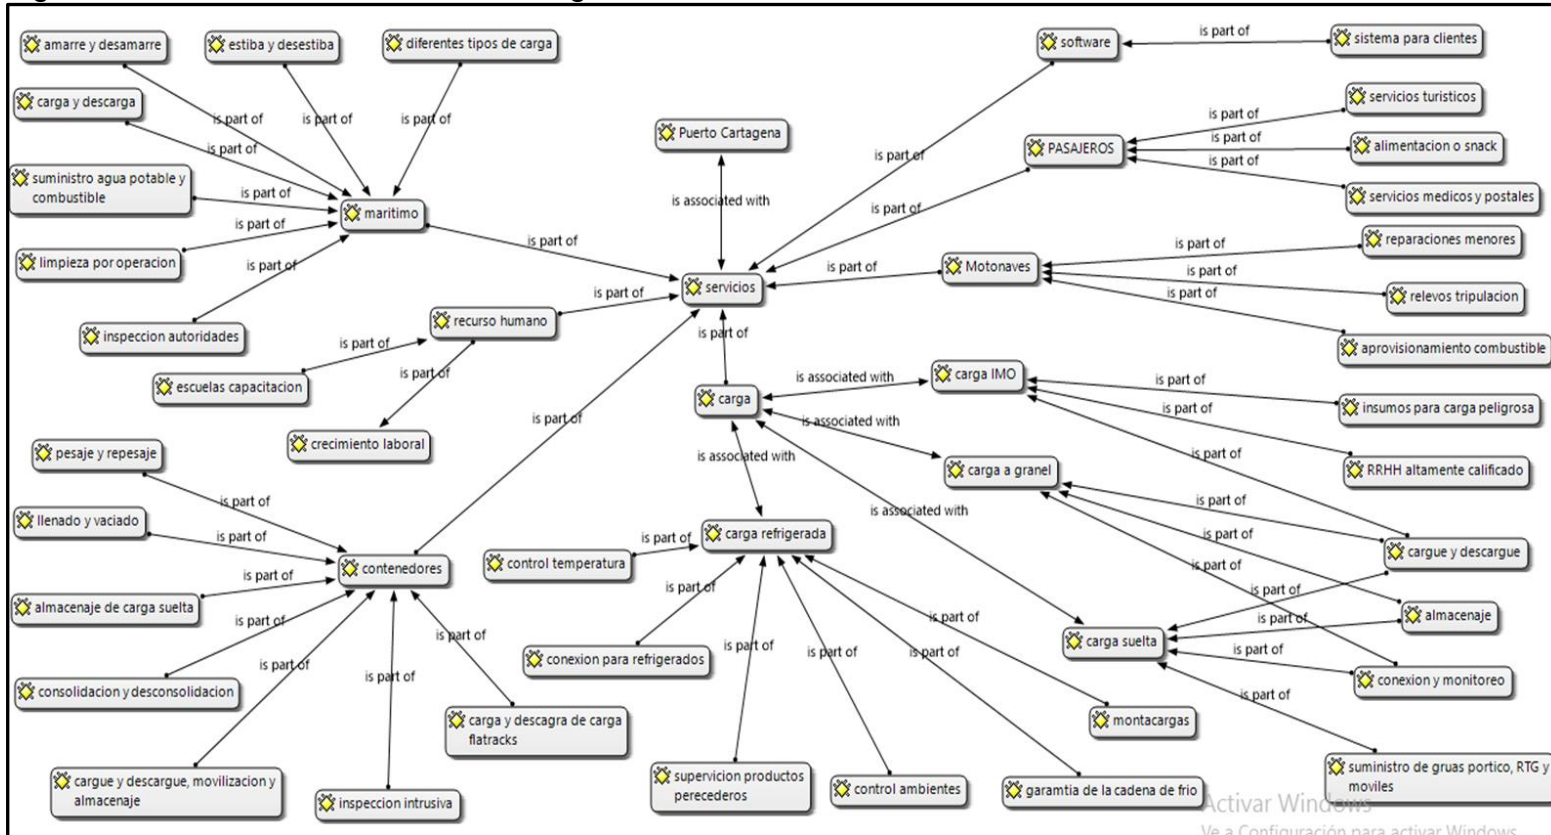 amarre y desamarre
estiba y desestiba
diferentes tipos de carga
software
is part of
sistema para clientes
carga y descarga
is part of
is part of
is part of
is part of
servicios turisticos
is part of
Puerto Cartagena
PASAJEROS
is part of
alimentacion o snack
is part of
is part of
suministro agua potable y
combustible
is part of
is associated with
servicios medicos y postales
maritimo
is part of
is part of
is part of
reparaciones menores
limpieza por operacion
is part of
is part of
Motonaves
is part of
is part of
servicios
relevos tripulacion
is part of
is part of
recurso humano
inspeccion autoridades
is part of
aprovisionamiento combustible
is part of
escuelas capacitacion
is part of
is associated with
carga IMO
is part of
carga
insumos para carga peligrosa
is part of
is part of
is associated with
crecimiento laboral
pesaje y repesaje
is associated with
is part of
carga a granel
RRHH altamente calificado
is part of
is associated with
is part of
llenado y vaciado
carga refrigerada
is part of
is part of
control temperatura
is part of
cargue y descargue
contenedores
is part of
is part of
is part of
almacenaje de carga suelta
is part of
is part of
almacenaje
is part of
is part of
carga suelta
is part of
is part of
is part of
is part of
conexion para refrigerados
is part of
is part of
consolidacion y desconsolidacion
is part of
conexion y monitoreo
is part of
carga y descagra de carga
flatracks
montacargas
cargue y descargue, movilizacion y
almacenaje
inspeccion intrusiva
supervicion productos
perecederos
control ambientes
garamtia de la cadena de frio
suministro de gruas portico, RTG y
moviles
Activar Windows
Ve a Configuración para activar Windows